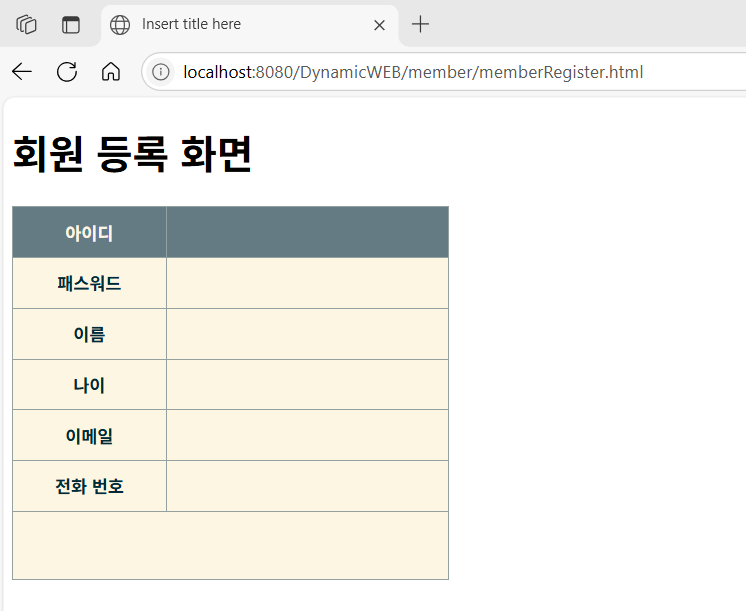 Insert title here
localhost:8080/DynamicWEB/member/memberRegister.html
회원 등록 화면
아이디
패스워드
이름
나이
이메일
전화 번호